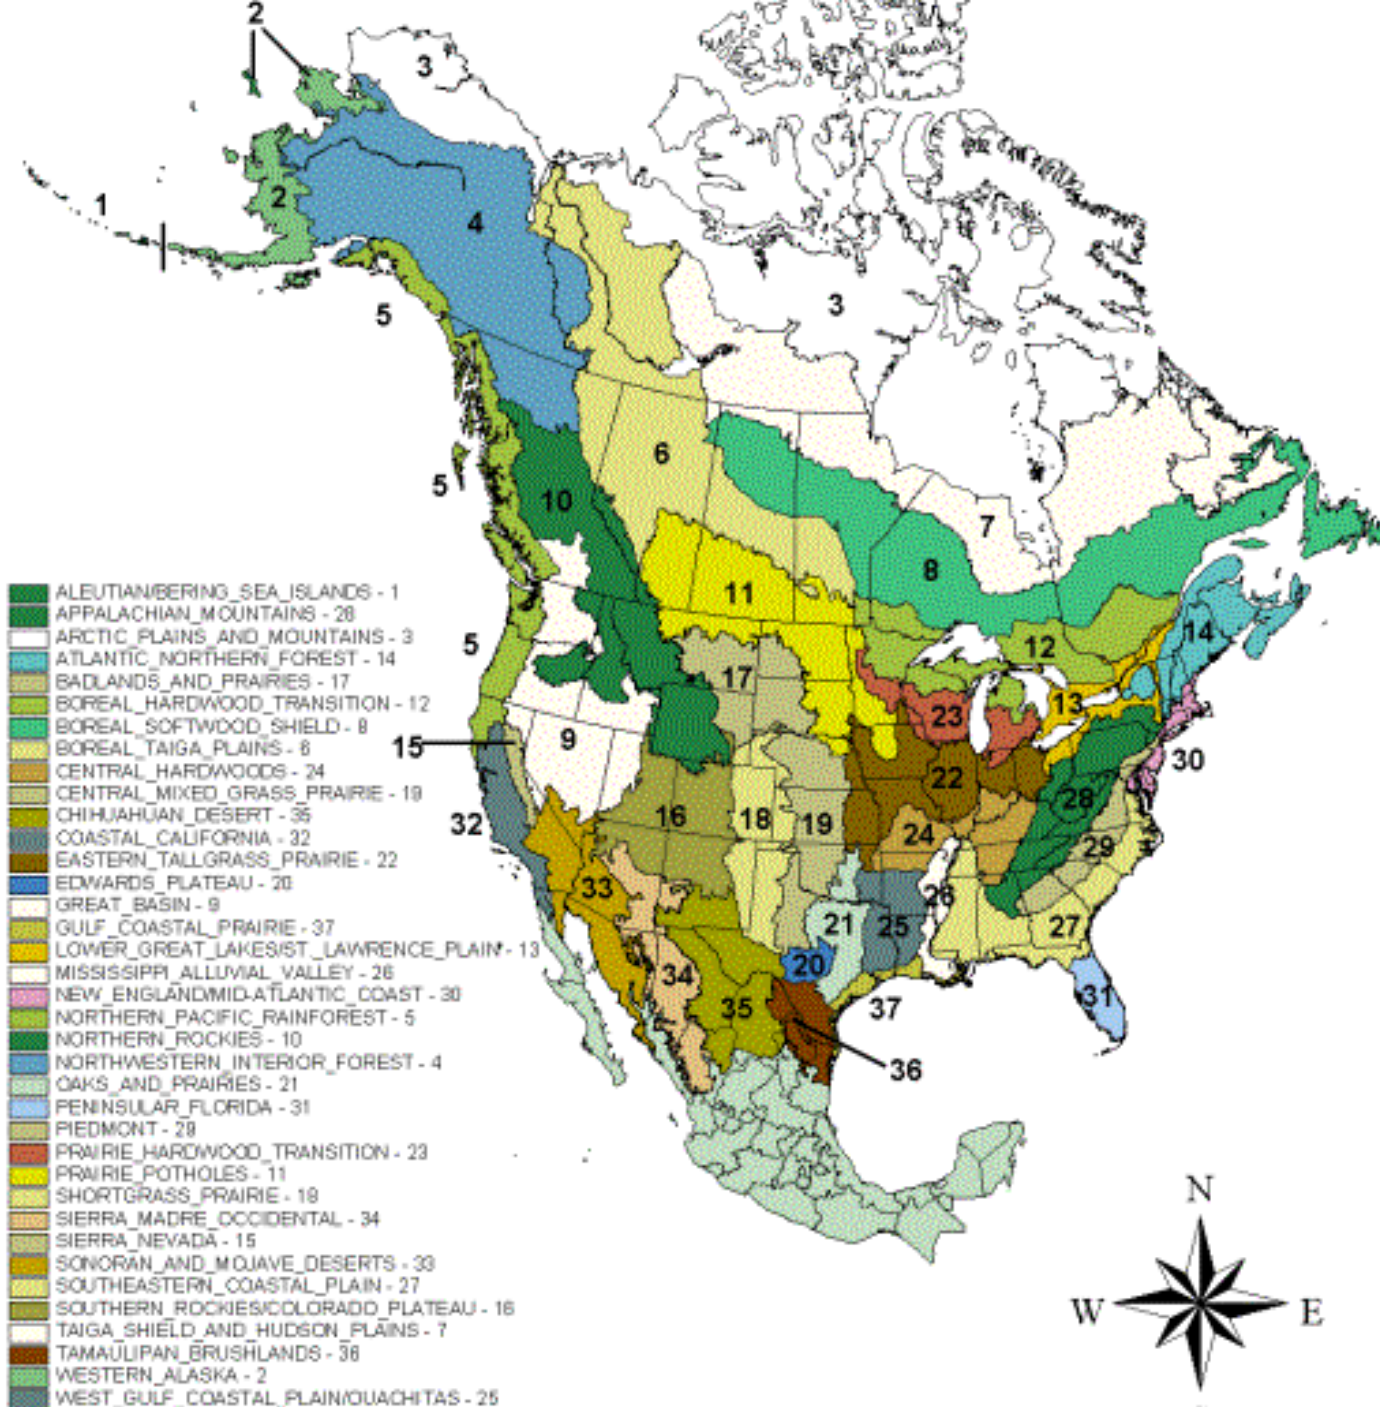 2
3
1
2
4
3
5
6
5
10
7
8
11
5
12
14
17
13
23
15
9
30
22
28
16
18
19
32
24
29
33
26
21
25
27
20
34
31
35
37
36
ALEUTIAN/BERING_SEA_ISLANDS - 1
APPALACHIAN_MOUNTAINS - 28
ARCTIC_PLAINS_AND_MOUNTAINS - 3
ATLANTIC_NORTHERN_FOREST - 14
BADLANDS_AND_PRAIRIES - 17
BOREAL_HARDWOOD_TRANSITION - 12
BOREAL_SOFTWOOD_SHIELD - 8
BOREAL_TAIGA_PLAINS - 6
CENTRAL_HARDWOODS - 24
CENTRAL_MIXED_GRASS_PRAIRIE - 19
CHIHUAHUAN_DESERT - 35
COASTAL_CALIFORNIA - 32
EASTERN_TALLGRASS_PRAIRIE - 22
EDWARDS_PLATEAU - 20
GREAT_BASIN - 9
GULF_COASTAL_PRAIRIE - 37
LOWER_GREAT_LAKES/ST._LAWRENCE_PLAIN - 13
MISSISSIPPI_ALLUVIAL_VALLEY - 26
NEW_ENGLAND/MID-ATLANTIC_COAST - 30
NORTHERN_PACIFIC_RAINFOREST - 5
NORTHERN_ROCKIES - 10
NORTHWESTERN_INTERIOR_FOREST - 4
OAKS_AND_PRAIRIES - 21
PENINSULAR_FLORIDA - 31
PIEDMONT - 29
PRAIRIE_HARDWOOD_TRANSITION - 23
PRAIRIE_POTHOLES - 11
SHORTGRASS_PRAIRIE - 18
SIERRA_MADRE_OCCIDENTAL - 34
SIERRA_NEVADA - 15
SONORAN_AND_MOJAVE_DESERTS - 33
SOUTHEASTERN_COASTAL_PLAIN - 27
SOUTHERN_ROCKIES/COLORADO_PLATEAU - 16
TAIGA_SHIELD_AND_HUDSON_PLAINS - 7
TAMAULIPAN_BRUSHLANDS - 36
WESTERN_ALASKA - 2
WEST_GULF_COASTAL_PLAIN/OUACHITAS - 25
N
W E